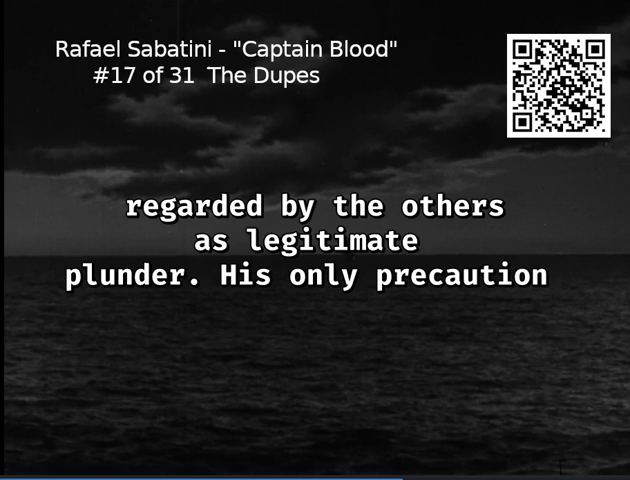 Rafael Sabatini - "Captain Blood"
#17 of 31 The Dupes
regarded by the others
as legitimate
plunder. His only precaution